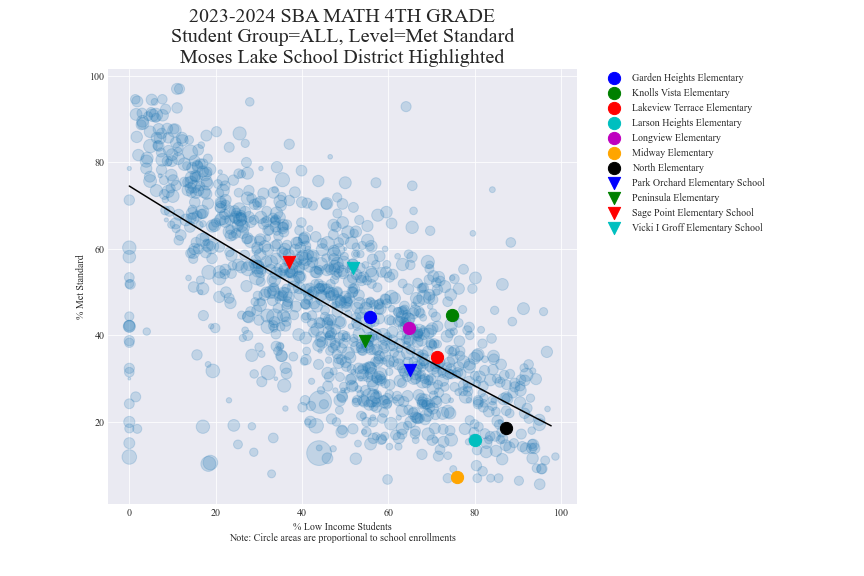 2023-2024 SBA MATH 4TH GRADE
Student Group=ALL, Level=Met Standard
Moses Lake School District Highlighted
100
80
60
40
20
% Met Standard
0
20
40
60
80
100
% Low Income Students
Note: Circle areas are proportional to school enrollments
Garden Heights Elementary
Knolls Vista Elementary
Lakeview Terrace Elementary
Larson Heights Elementary
Longview Elementary
Midway Elementary
North Elementary
Park Orchard Elementary School
Peninsula Elementary
Sage Point Elementary School
Vicki I Groff Elementary School